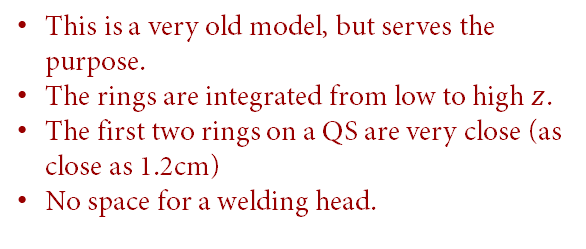 • This is a very old model, but serves the
purpose.
• The rings are integrated from low to high z.
• The first two rings on a QS are very close (as
close as 1.2cm)
• No space for a welding head.